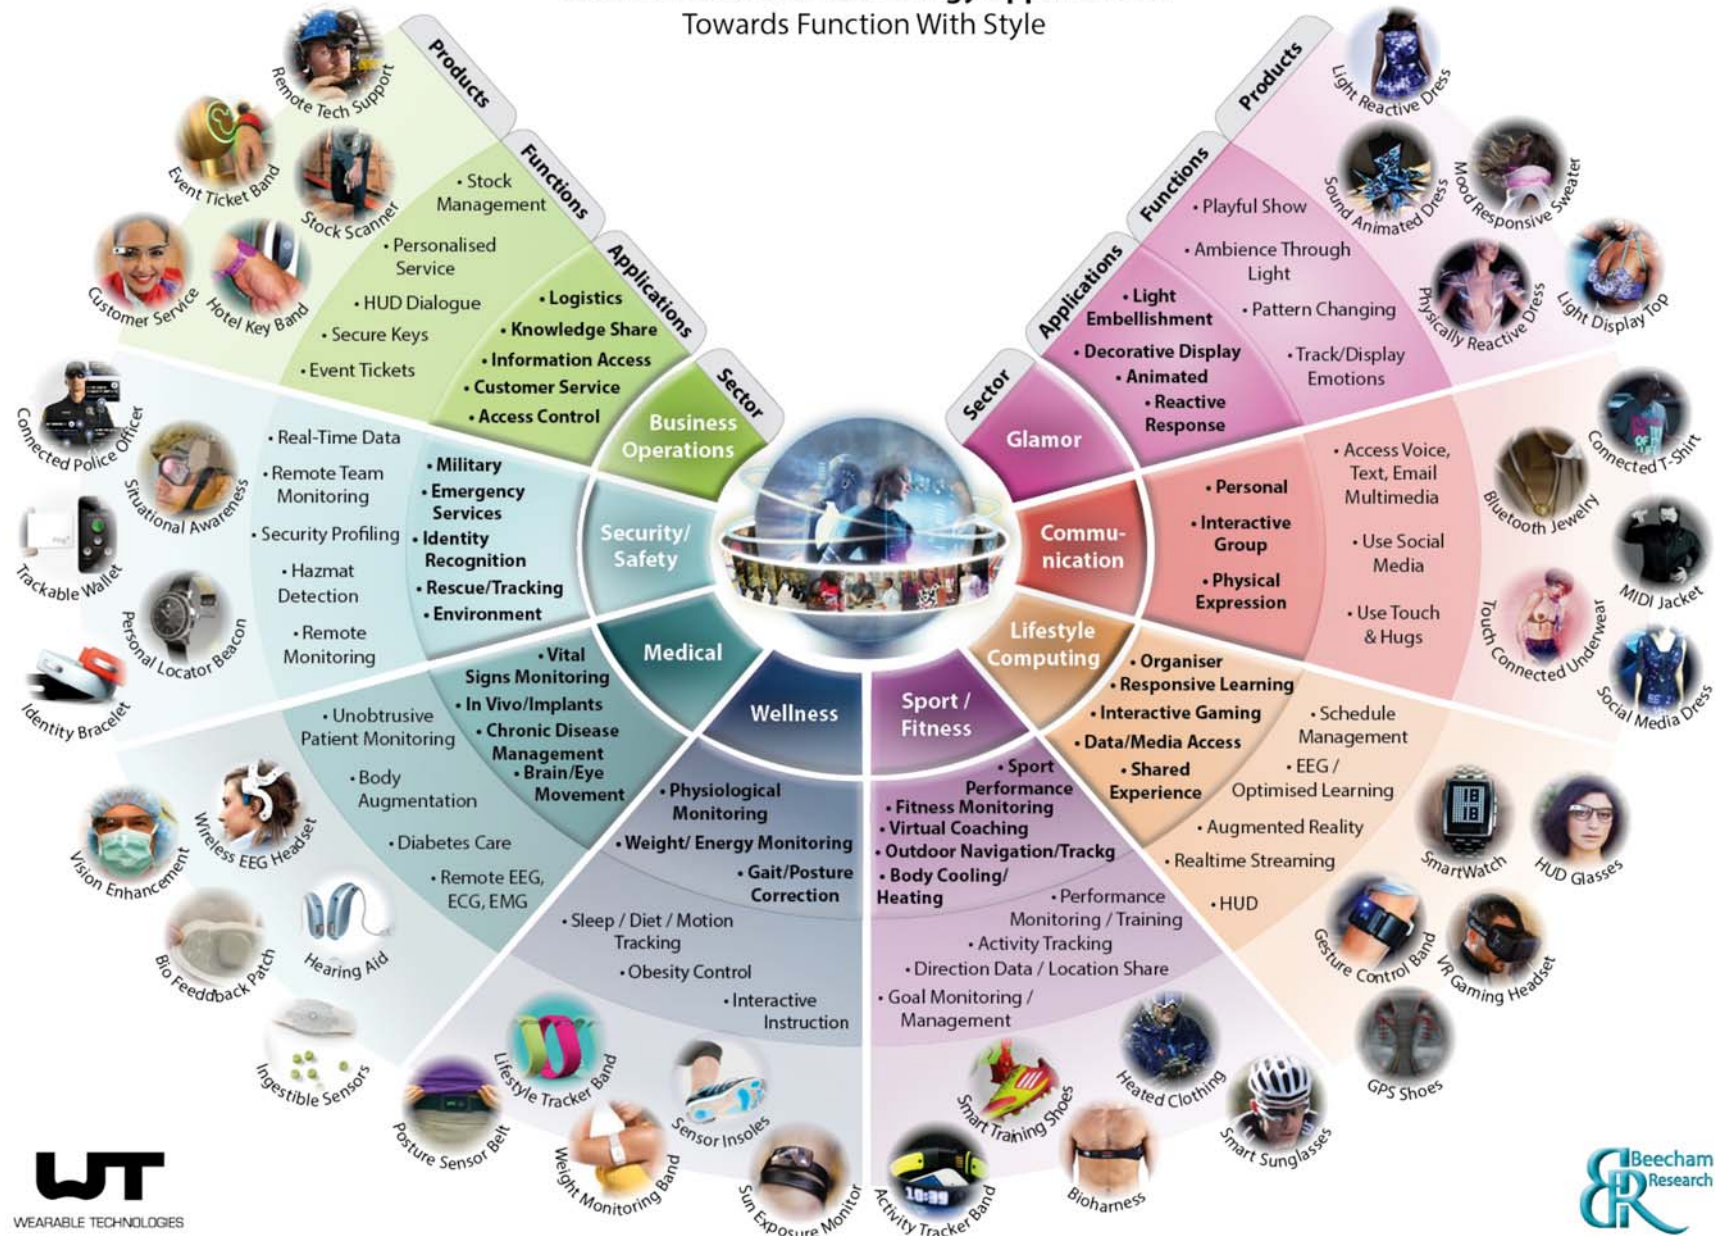 Towards Function With Style
Products
Functions
Applications
Sector
Business
Operations
• Logistics
• Knowledge Share
• Information Access
• Customer Service
• Access Control
• Stock
Management
• Personalised
Service
• HUD Dialogue
• Secure Keys
• Event Tickets
Remote Tech Support
Event Ticket Band
Stock Scanner
Customer Service
Hotel Key Band
Security/
Safety
• Military
• Emergency
Services
• Identity
Recognition
• Rescue/Tracking
• Environment
• Real-Time Data
• Remote Team
Monitoring
• Security Profiling
• Hazmat
Detection
• Remote
Monitoring
Connected Police Officer
Situational Awareness
Trackable Wallet
Personal Locator Beacon
Identity Bracelet
Medical
• Vital
Signs Monitoring
• In Vivo/Implants
• Chronic Disease
Management
• Brain/Eye
Movement
• Unobtrusive
Patient Monitoring
• Body
Augmentation
• Diabetes Care
• Remote EEG,
ECG, EMG
Wireless EEG Headset
Vision Enhancement
Hearing Aid
Bio Feeddback Patch
Ingestible Sensors
Wellness
• Physiological
Monitoring
• Weight/ Energy Monitoring
• Gait/Posture
Correction
• Sleep / Diet / Motion
Tracking
• Obesity Control
• Interactive
Instruction
Lifestyle Tracker Band
Posture Sensor Belt
Sensor Insoles
Weight Monitoring Band
Sun Exposure Monitor
Sport /
Fitness
• Sport
Performance
• Fitness Monitoring
• Virtual Coaching
• Outdoor Navigation/Trackg
• Body Cooling/
Heating
• Performance
Monitoring / Training
• Activity Tracking
• Direction Data / Location Share
• Goal Monitoring /
Management
Smart Training Shoes
Heated Clothing
Activity Tracker Band
10:39
Bioharness
Smart Sunglasses
Lifestyle
Computing
• Organiser
• Responsive Learning
• Interactive Gaming
• Data/Media Access
• Shared
Experience
• Schedule
Management
• EEG /
Optimised Learning
• Augmented Reality
• Realtime Streaming
• HUD
SmartWatch
18
18
HUD Glasses
Gesture Control Band
VR Gaming Headset
GPS Shoes
Commu-
nication
• Personal
• Interactive
Group
• Physical
Expression
• Access Voice,
Text, Email
Multimedia
• Use Social
Media
• Use Touch
& Hugs
Connected T-Shirt
Bluetooth Jewelry
MIDI Jacket
Touch Connected Underwear
Social Media Dress
Products
Functions
Applications
Sector
Glamor
• Light
Embellishment
• Decorative Display
• Animated
• Reactive
Response
• Playful Show
• Ambience Through
Light
• Pattern Changing
• Track/Display
Emotions
Light Reactive Dress
Sound Animated Dress
Mood Responsive Sweater
Physically Reactive Dress
Light Display Top
WT
WEARABLE TECHNOLOGIES
BR
Beecham
Research